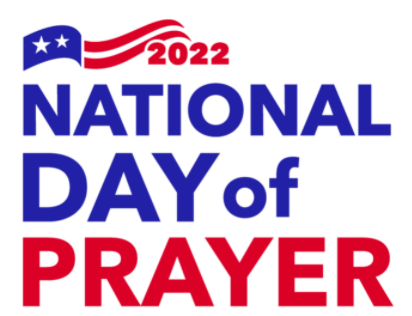 2022
NATIONAL
DAY of
PRAYER